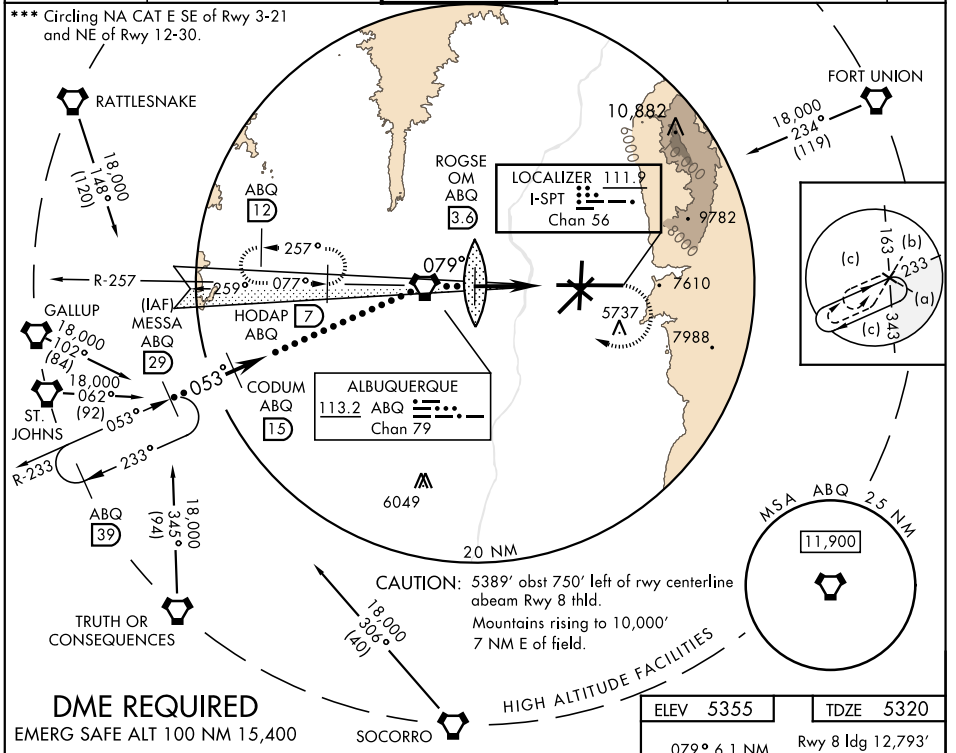 *** Circling NA CAT E SE of Rwy 3-21
and NE of Rwy 12-30.
RATTLESNAKE
18,000
148°
(120)
FORT UNION
18,000
234°
(119)
10,882
6000
8000
9782
7610
7988
5737
ROGSE
OM
ABQ
3.6
LOCALIZER 111.9
I-SPT
Chan 56
ABQ
12
257°
077°
079°
259°
R-257
HODAP
ABQ
7
(IAF)
MESSA
ABQ
29
GALLUP
18,000
102°
(84)
ST.
JOHNS
18,000
062°
(92)
053°
CODUM
ABQ
15
ALBUQUERQUE
113.2 ABQ
Chan 79
053°
233°
R-233
ABQ
39
18,000
345°
(94)
TRUTH OR
CONSEQUENCES
6049
20 NM
163
(b)
(c)
233
(a)
(c)
343
MSA ABQ 25 NM
11,900
CAUTION: 5389' obst 750' left of rwy centerline
abeam Rwy 8 thld.
Mountains rising to 10,000'
7 NM E of field.
18,000
306°
(40)
SOCORRO
HIGH ALTITUDE FACILITIES
DME REQUIRED
EMERG SAFE ALT 100 NM 15,400
ELEV 5355
TDZE 5320
079° 6.1 NM
Rwy 8 ldg 12,793'